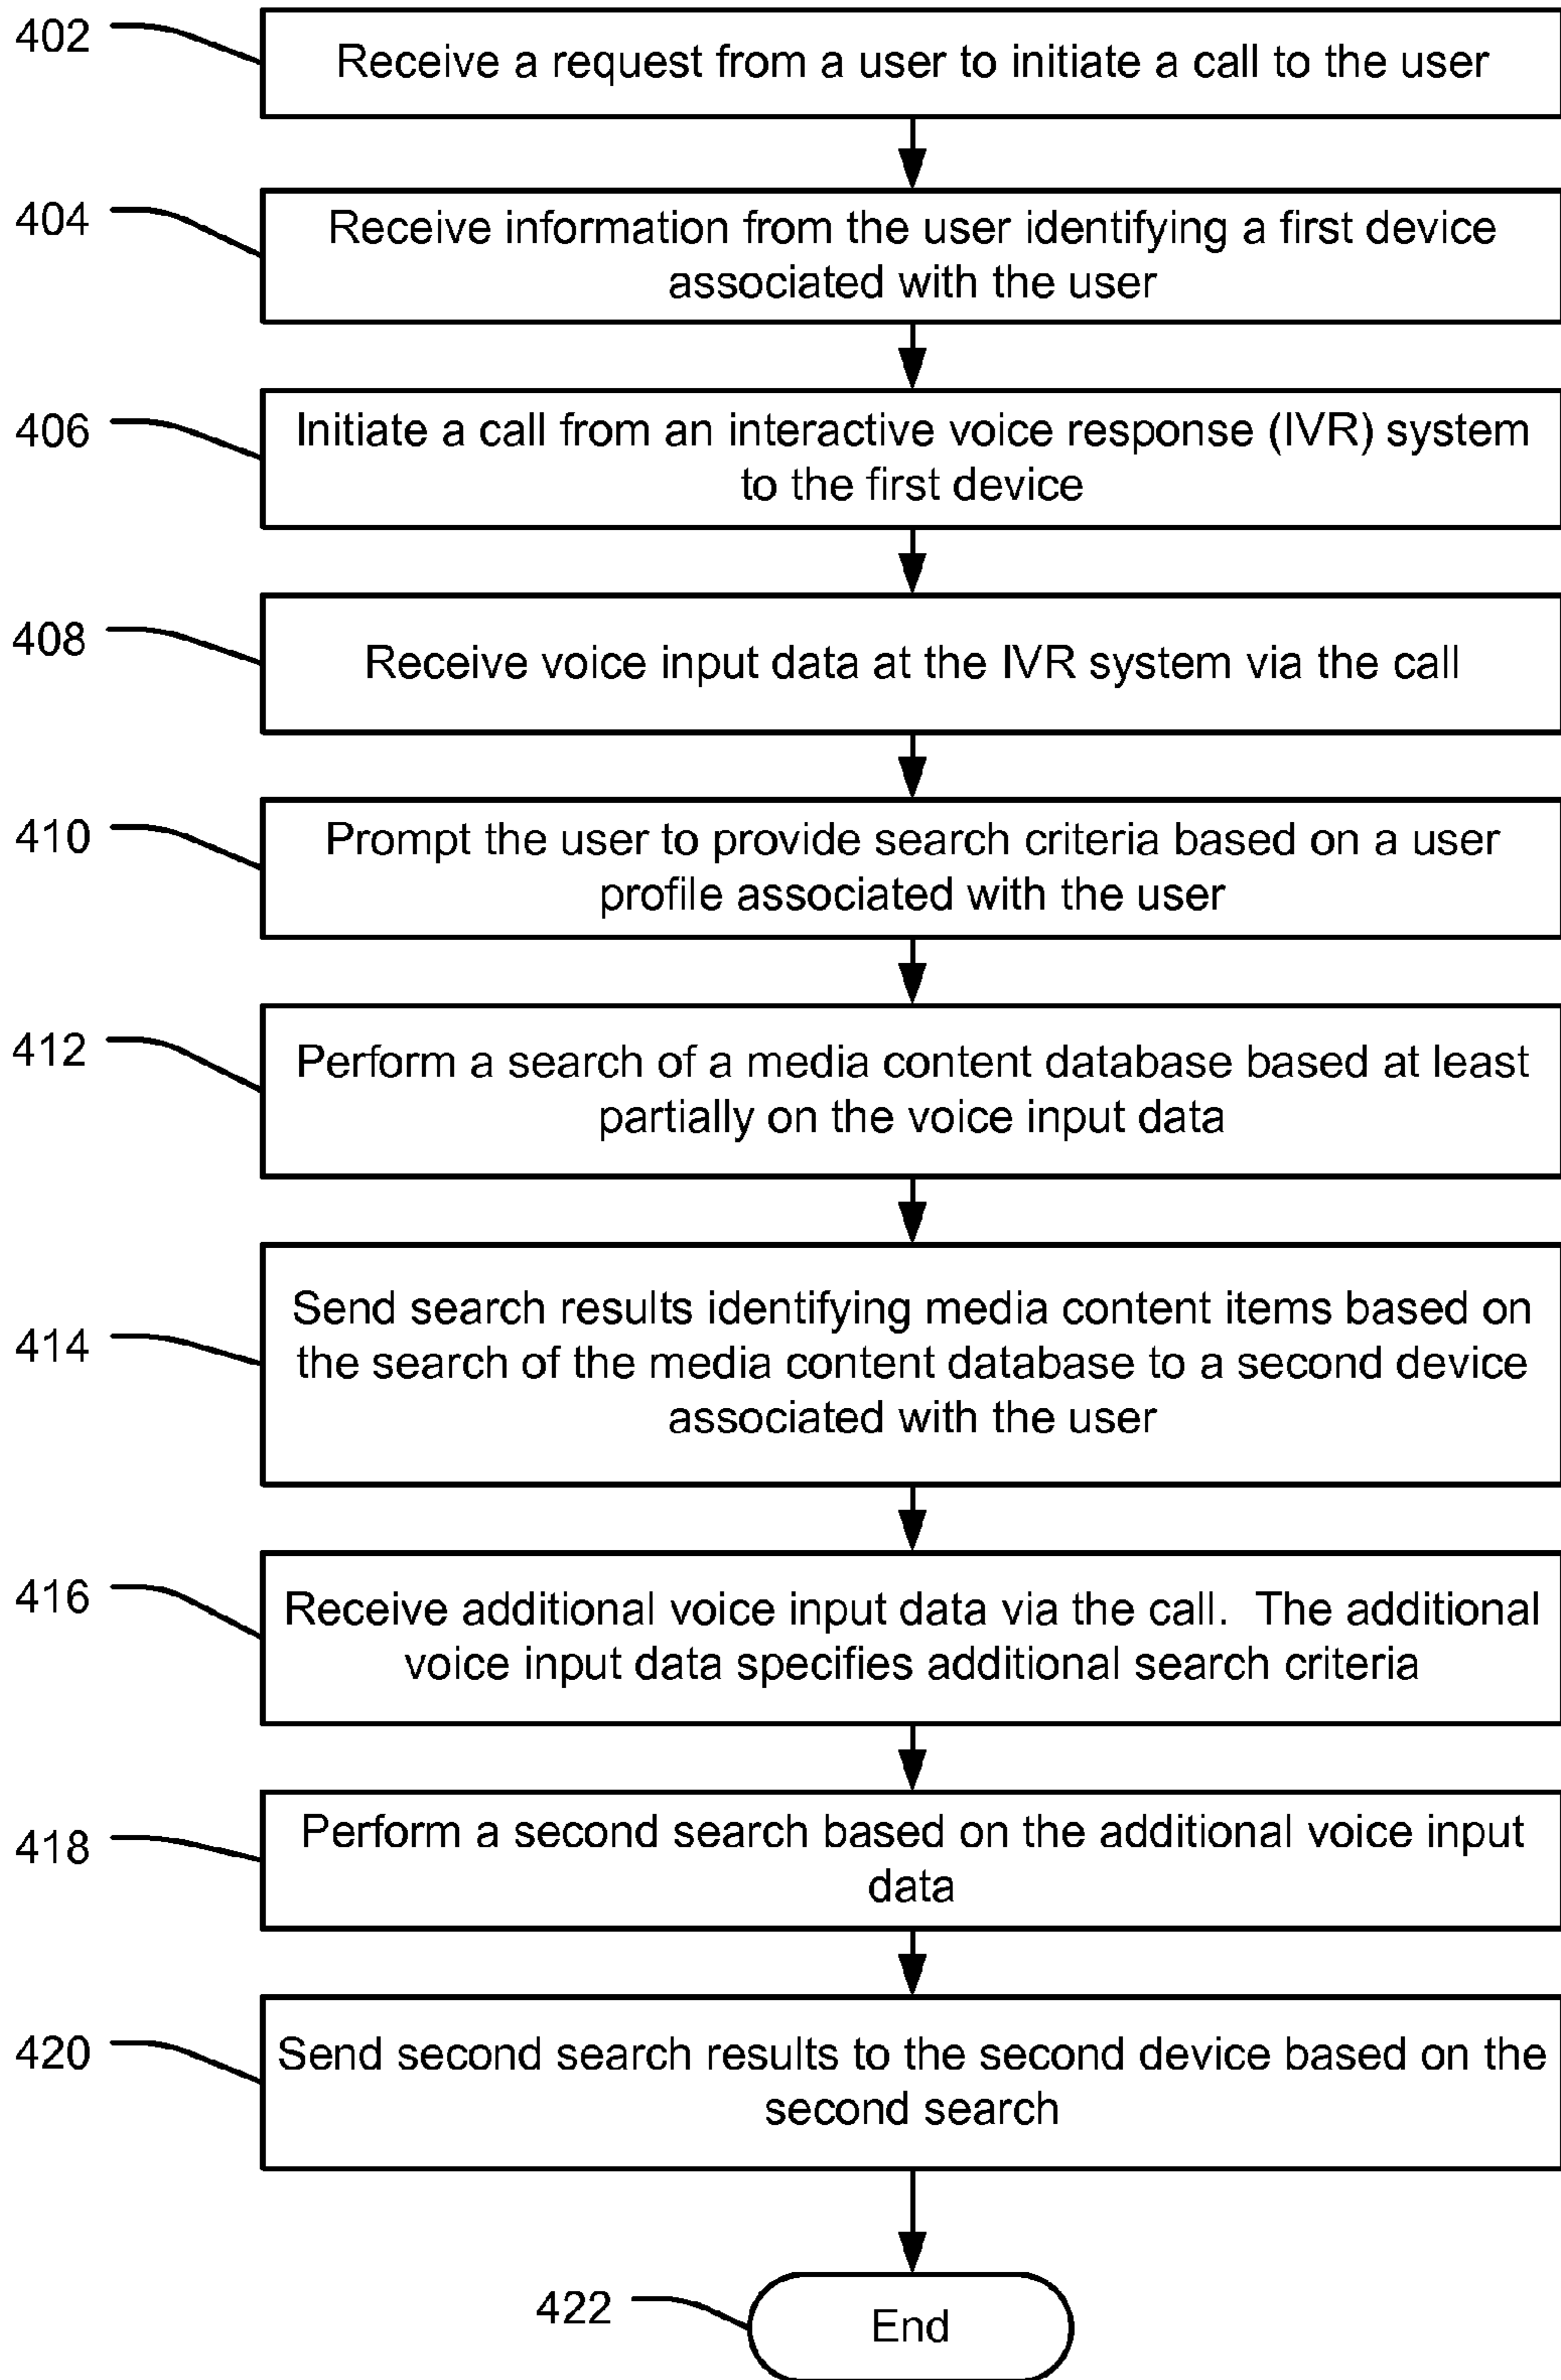 402
Receive a request from a user to initiate a call to the user
404
Receive information from the user identifying a first device
associated with the user
406
Initiate a call from an interactive voice response (IVR) system
to the first device
408
Receive voice input data at the IVR system via the call
410
Prompt the user to provide search criteria based on a user
profile associated with the user
412
Perform a search of a media content database based at least
partially on the voice input data
414
Send search results identifying media content items based on
the search of the media content database to a second device
associated with the user
416
Receive additional voice input data via the call. The additional
voice input data specifies additional search criteria
418
Perform a second search based on the additional voice input
data
420
Send second search results to the second device based on the
second search
422
End